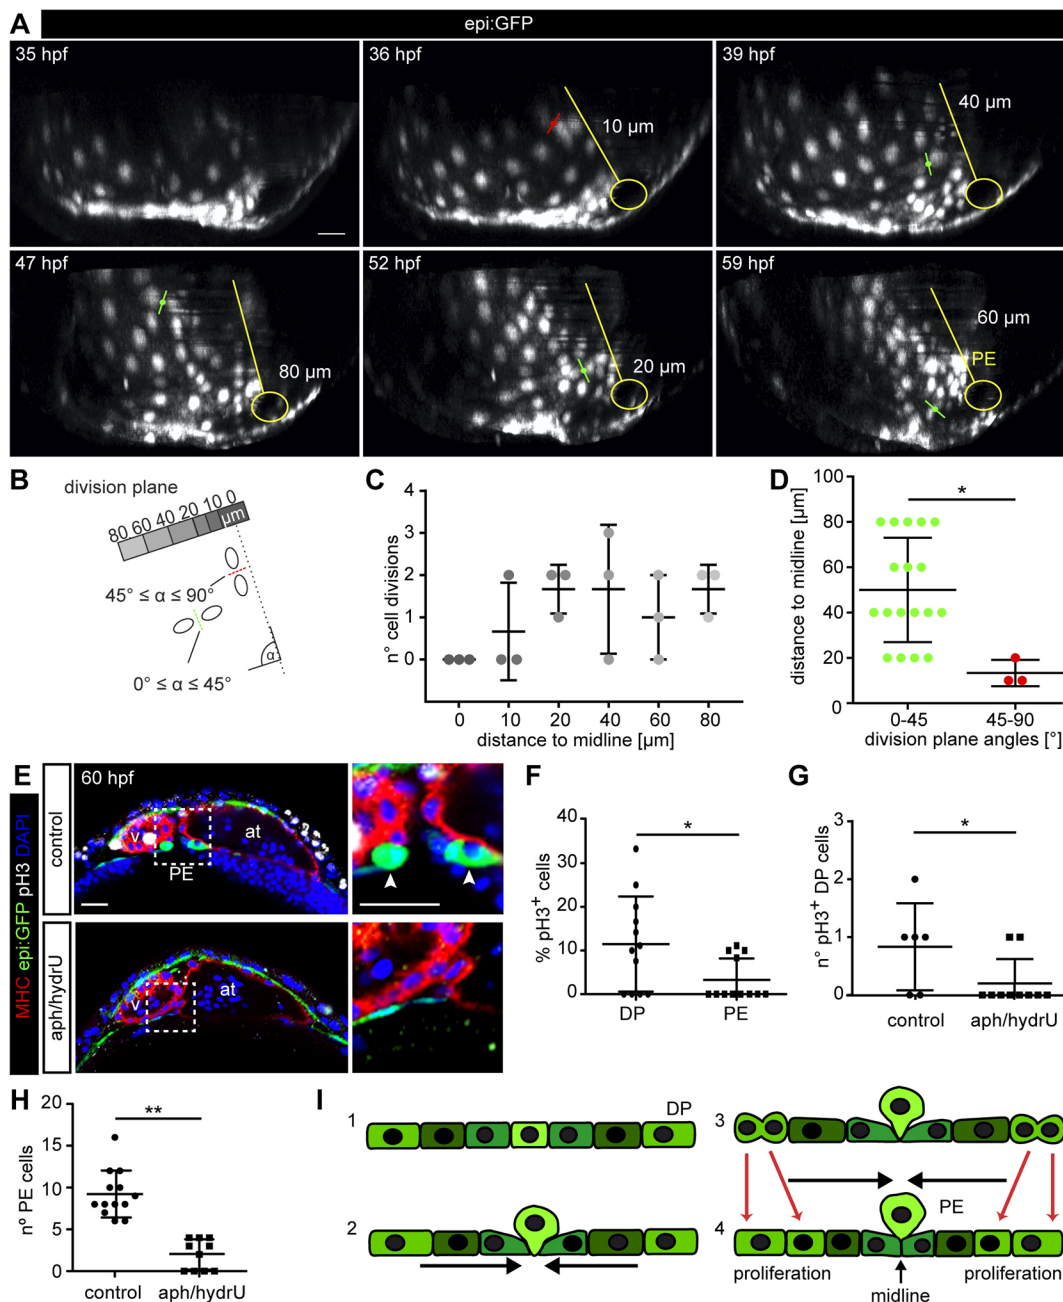 A
epi:GFP
35 hpf
36 hpf
10 µm
39 hpf
40 µm
47 hpf
80 µm
52 hpf
20 µm
59 hpf
60 µm
PE
B
division plane
80 60 40 20 10 0
µm
45° ≤ α ≤ 90°
0° ≤ α ≤ 45°
α
C
n° cell divisions
4
3
2
1
0
0 10 20 40 60 80
distance to midline [µm]
D
distance to midline [µm]
100
80
60
40
20
0
*
0-45 45-90
division plane angles [°]
E
MHC epi:GFP pH3 DAPI
control
60 hpf
v
at
PE
aph/hydrU
v
at
F
% pH3+ cells
40
30
20
10
0
*
DP PE
G
n° pH3+ DP cells
4
3
2
1
0
*
control aph/hydrU
H
nº PE cells
20
15
10
5
0
**
control aph/hydrU
I
1
DP
2
3
PE
4
proliferation
proliferation
midline